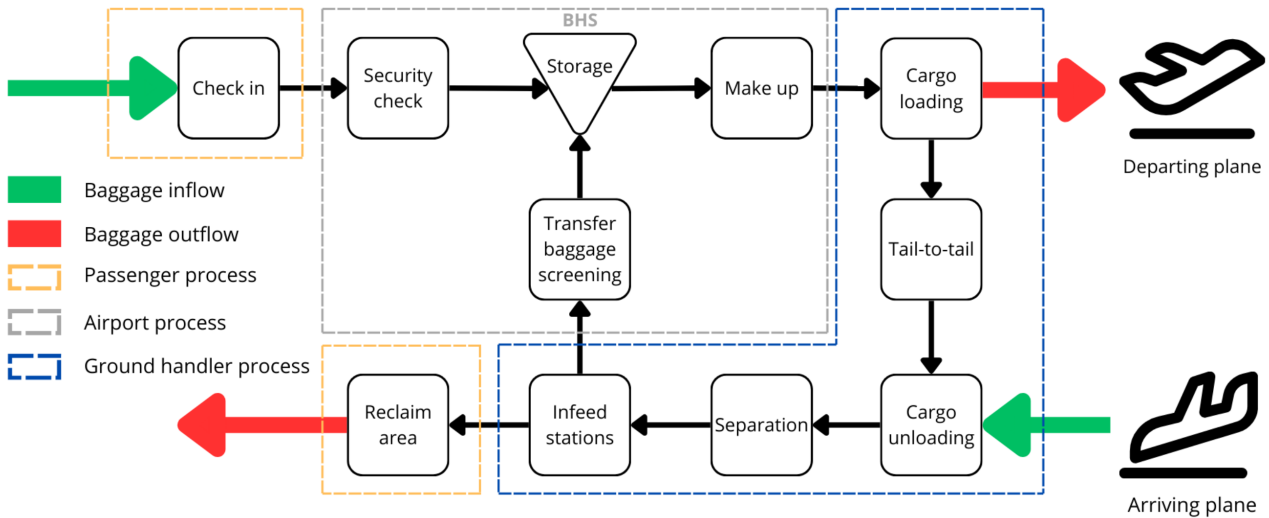 BHS
Check in
Security
check
Storage
Make up
Cargo
loading
Departing plane
Baggage inflow
Baggage outflow
Passenger process
Airport process
Ground handler process
Transfer
baggage
screening
Tail-to-tail
Reclaim
area
Infeed
stations
Separation
Cargo
unloading
Arriving plane